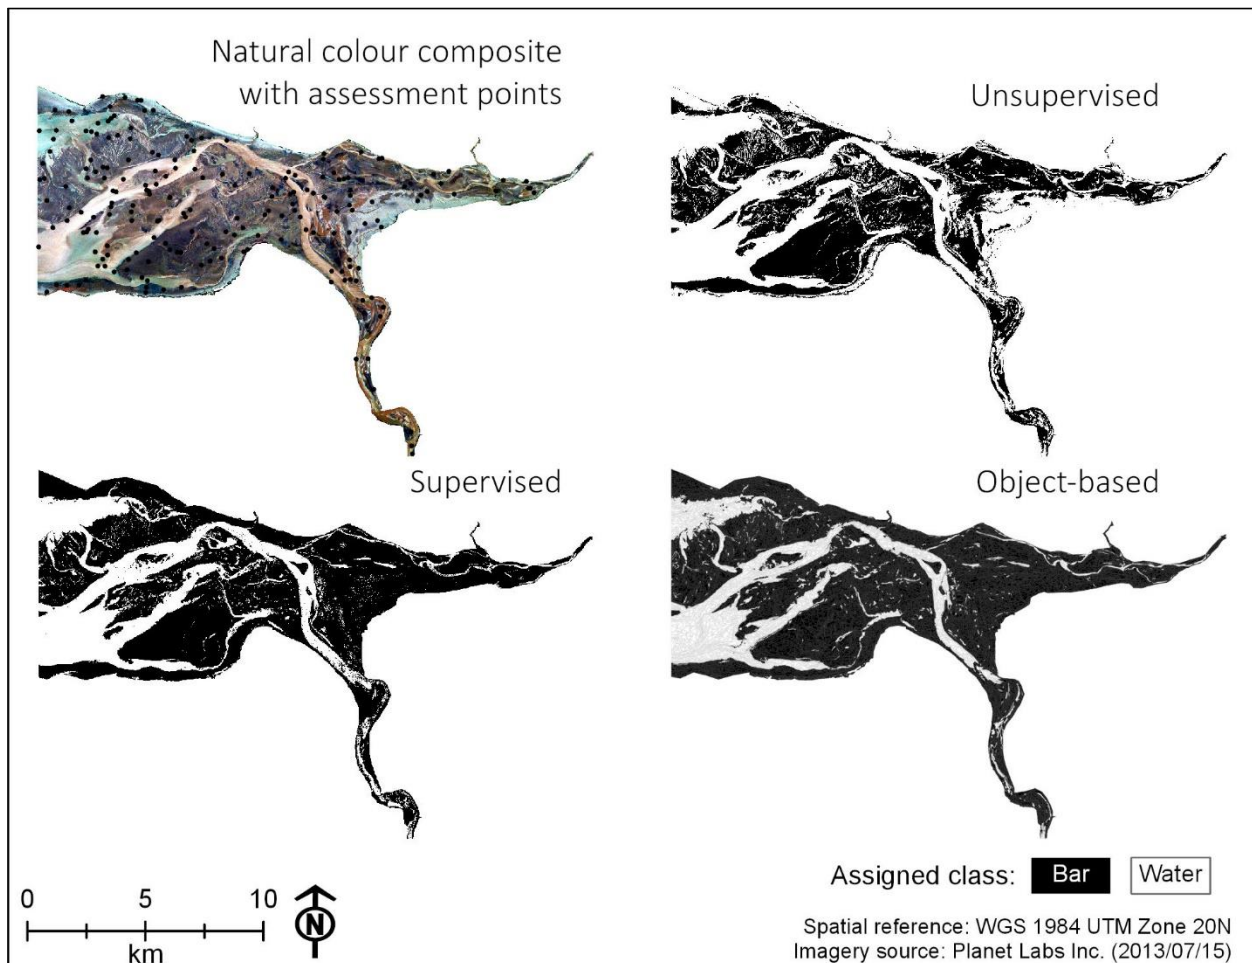 Natural colour composite
with assessment points
Unsupervised
Supervised
Object-based
0 5 10
km
N
Assigned class: Bar Water
Spatial reference: WGS 1984 UTM Zone 20N
Imagery source: Planet Labs Inc. (2013/07/15)